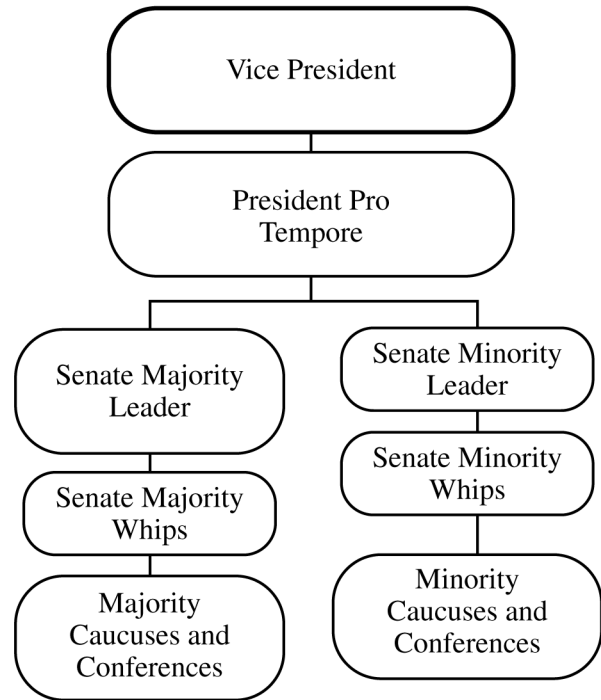 Vice President
President Pro
Tempore
Senate Majority
Leader
Senate Minority
Leader
Senate Majority
Whips
Senate Minority
Whips
Majority
Caucuses and
Conferences
Minority
Caucuses and
Conferences